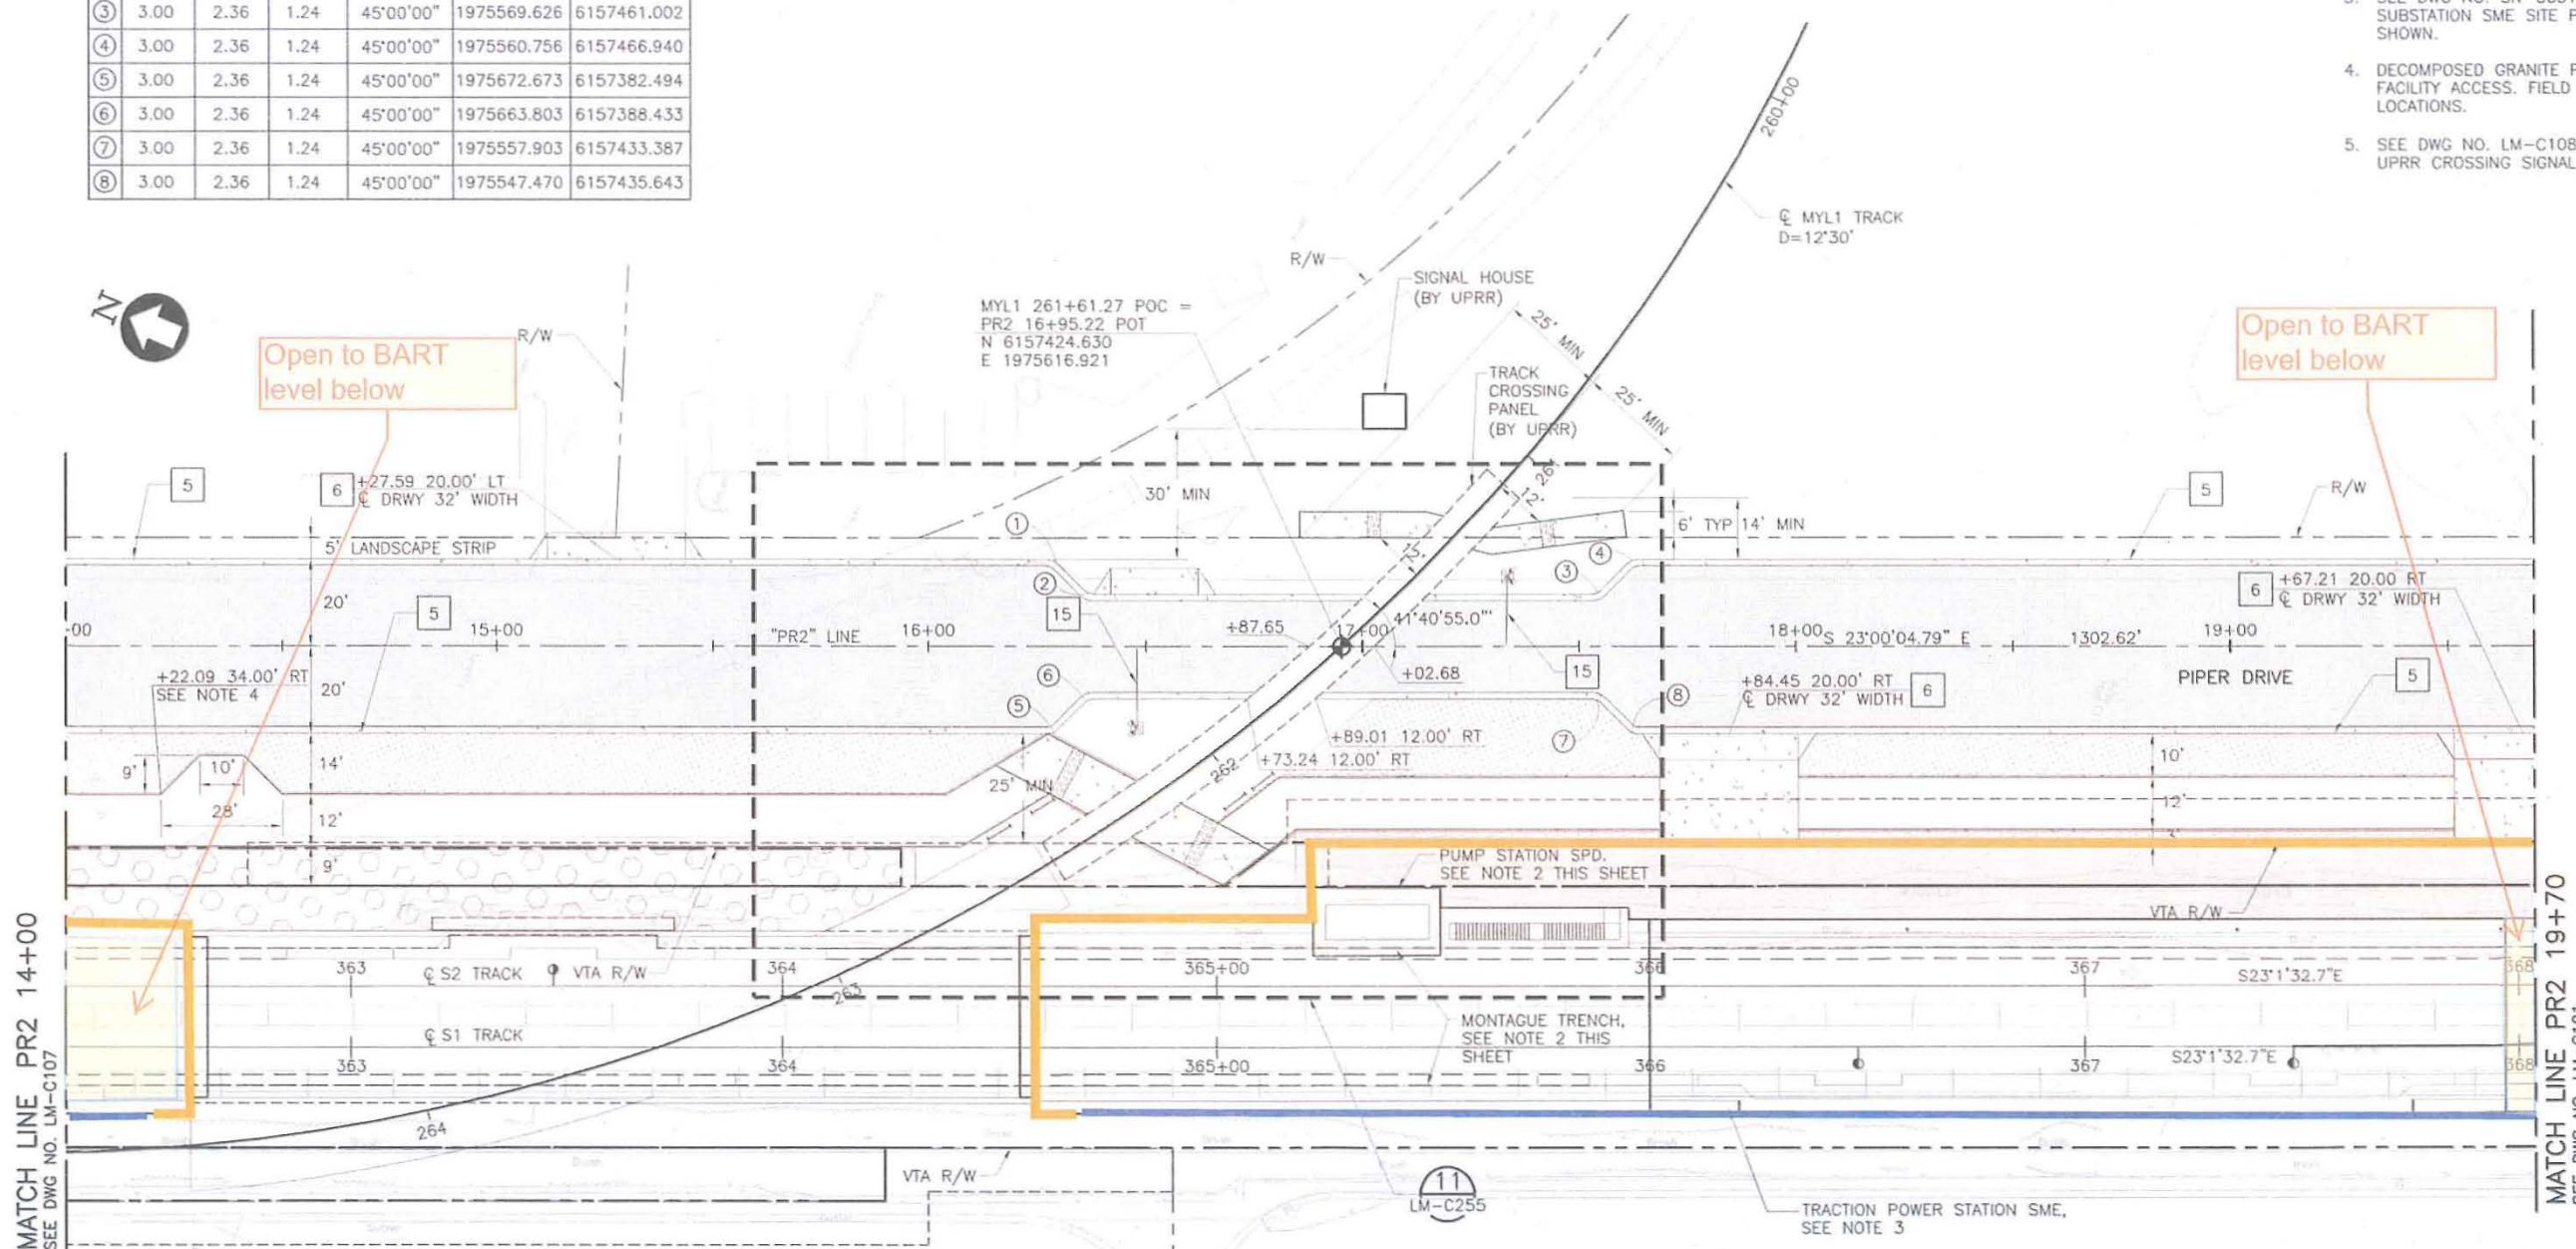 ③ 3.00 2.36 1.24 45°00'00" 1975569.626 6157461.002
④ 3.00 2.36 1.24 45°00'00" 1975560.756 6157466.940
⑤ 3.00 2.36 1.24 45°00'00" 1975672.673 6157382.494
⑥ 3.00 2.36 1.24 45°00'00" 1975663.803 6157388.433
⑦ 3.00 2.36 1.24 45°00'00" 1975557.903 6157433.387
⑧ 3.00 2.36 1.24 45°00'00" 1975547.470 6157435.643
SUBSTATION SME SITE
SHOWN.
4. DECOMPOSED GRANITE
FACILITY ACCESS. FIELD
LOCATIONS.
5. SEE DWG NO. LM-C108
UPRR CROSSING SIGNAL
260+00
℄ MYL1 TRACK
D=12°30'
R/W
SIGNAL HOUSE
(BY UPRR)
MYL1 261+61.27 POC =
PR2 16+95.22 POT
N 6157424.630
E 1975616.921
N
Open to BART
level below
R/W
25' MIN
25' MIN
TRACK
CROSSING
PANEL
(BY UPRR)
Open to BART
level below
5
6
+27.59 20.00' LT
℄ DRWY 32' WIDTH
30' MIN
261
12'
5
R/W
①
6' TYP
14' MIN
5' LANDSCAPE STRIP
②
15'
④
③
6
+67.21 20.00 RT
℄ DRWY 32' WIDTH
20'
5
15
-00
15+00
"PR2" LINE
16+00
+87.65
17+00
41°40'55.0"
18+00
S 23°00'04.79" E
1302.62'
19+00
+22.09 34.00' RT
SEE NOTE 4
20'
⑥
+02.68
15
+84.45 20.00' RT
℄ DRWY 32' WIDTH
6
PIPER DRIVE
5
⑤
⑧
+89.01 12.00' RT
⑦
+73.24 12.00' RT
262
9'
10'
14'
25' MIN
10'
28'
12'
12'
3'
9'
PUMP STATION SPD.
SEE NOTE 2 THIS SHEET
VTA R/W
363
℄ S2 TRACK
VTA R/W
364
263
365+00
366
367
S23°1'32.7"E
368
℄ S1 TRACK
MONTAGUE TRENCH,
SEE NOTE 2 THIS
SHEET
363
364
365+00
366
367
S23°1'32.7"E
368
264
VTA R/W
11
LM-C255
TRACTION POWER STATION SME,
SEE NOTE 3
MATCH LINE PR2 14+00
SEE DWG NO. LM-C107
MATCH LINE PR2 19+70